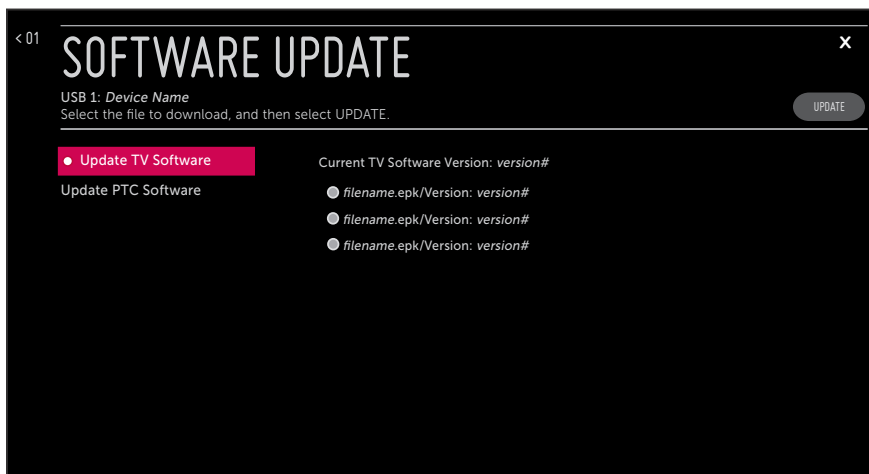 < 01
SOFTWARE UPDATE
X
USB 1: Device Name
Select the file to download, and then select UPDATE.
UPDATE
Update TV Software
Update PTC Software
Current TV Software Version: version#
filename.epk/Version: version#
filename.epk/Version: version#
filename.epk/Version: version#